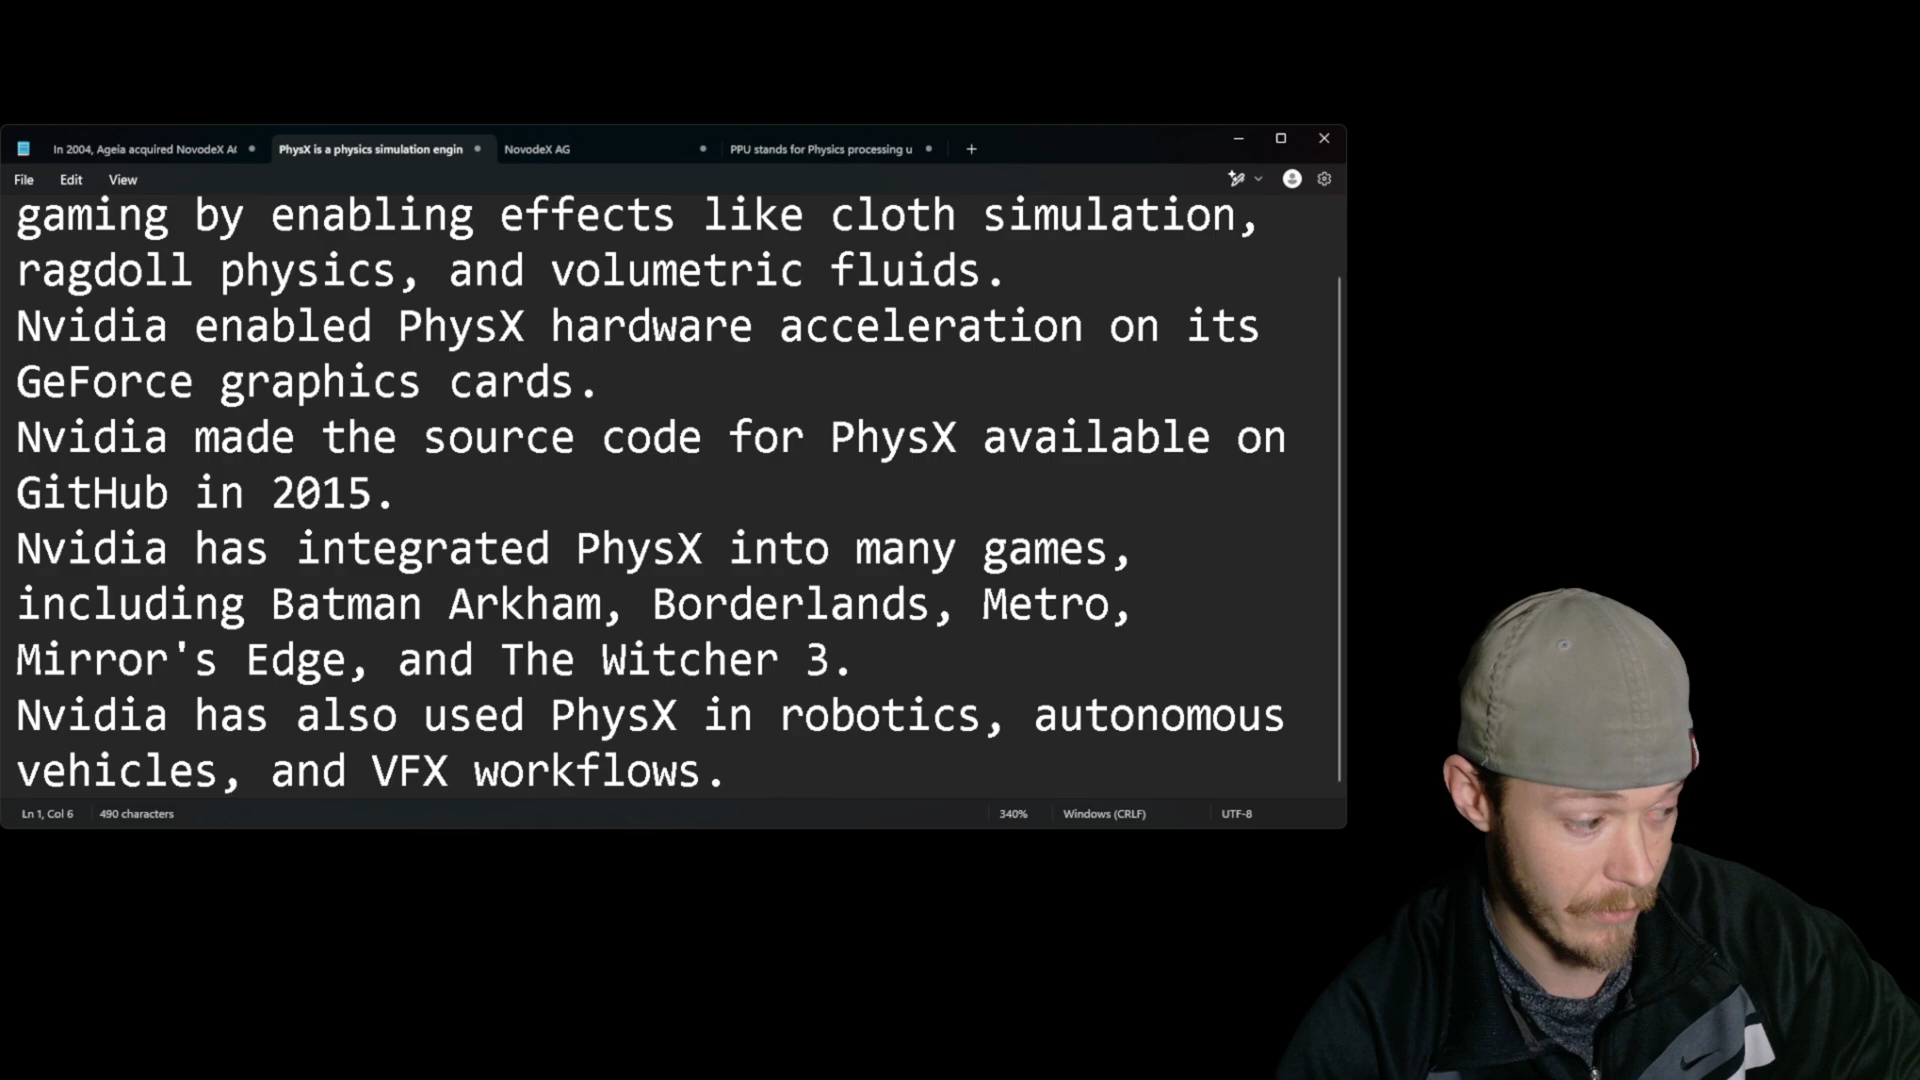 In 2004, Ageia acquired NovodeX A
PhysX is a physics simulation engin
NovodeX AG
PPU stands for Physics processing u
File Edit View
gaming by enabling effects like cloth simulation,
ragdoll physics, and volumetric fluids.
Nvidia enabled PhysX hardware acceleration on its
GeForce graphics cards.
Nvidia made the source code for PhysX available on
GitHub in 2015.
Nvidia has integrated PhysX into many games,
including Batman Arkham, Borderlands, Metro,
Mirror's Edge, and The Witcher 3.
Nvidia has also used PhysX in robotics, autonomous
vehicles, and VFX workflows.
Ln 1, Col 6 490 characters 340% Windows (CRLF) UTF-8